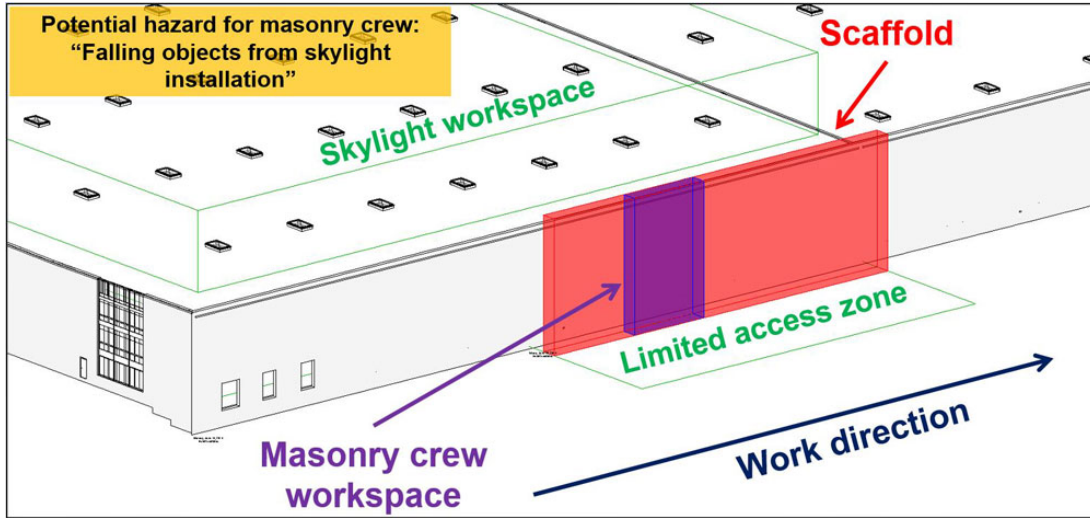 Potential hazard for masonry crew:
“Falling objects from skylight
installation”
Scaffold
Skylight workspace
Limited access zone
Masonry crew
workspace
Work direction